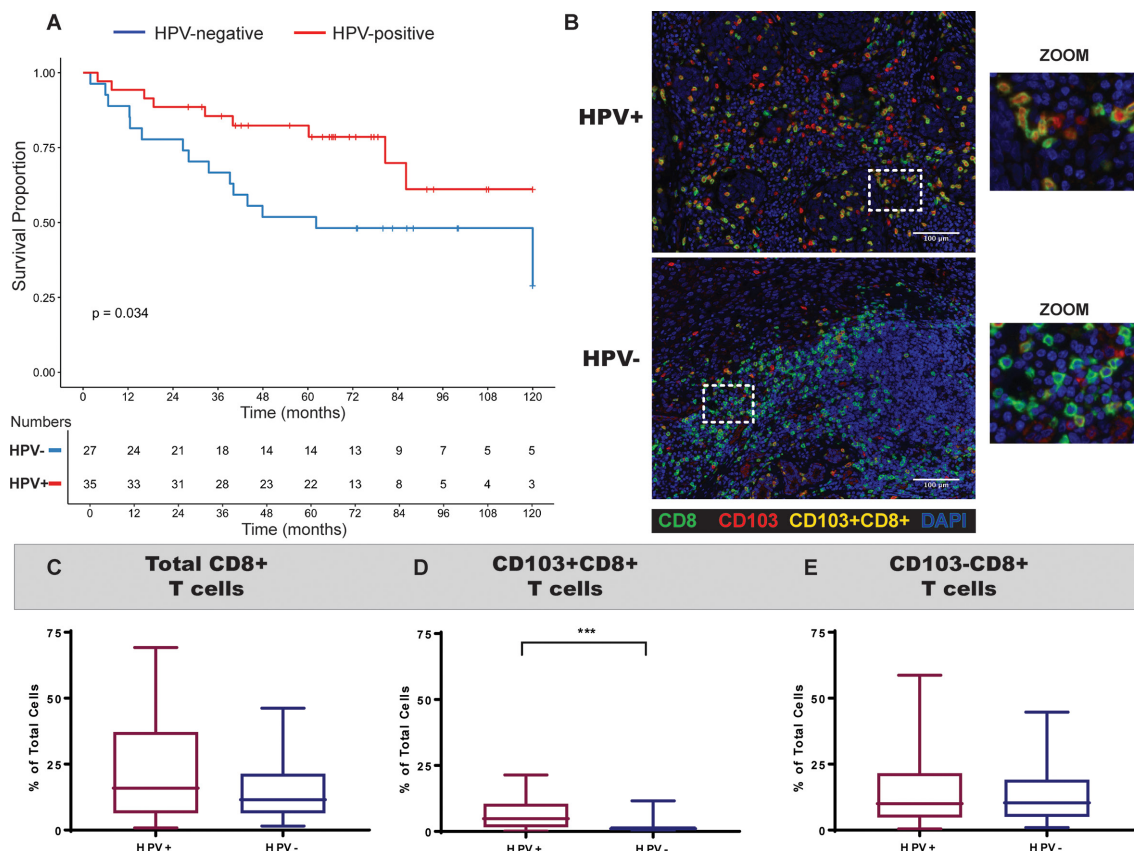 A
HPV-negative HPV-positive
Survival Proportion
1.00
0.75
0.50
0.25
0.00
p = 0.034
0 12 24 36 48 60 72 84 96 108 120
Time (months)
Numbers
HPV- 27 24 21 18 14 14 13 9 7 5 5
HPV+ 35 33 31 28 23 22 13 8 5 4 3
0 12 24 36 48 60 72 84 96 108 120
Time (months)
B
HPV+
100 µm
ZOOM
HPV-
100 µm
ZOOM
CD8 CD103 CD103+CD8+ DAPI
C Total CD8+
T cells
% of Total Cells
75
50
25
0
HPV+ HPV-
D CD103+CD8+
T cells
% of Total Cells
75
50
25
0
***
HPV+ HPV-
E CD103-CD8+
T cells
% of Total Cells
75
50
25
0
HPV+ HPV-